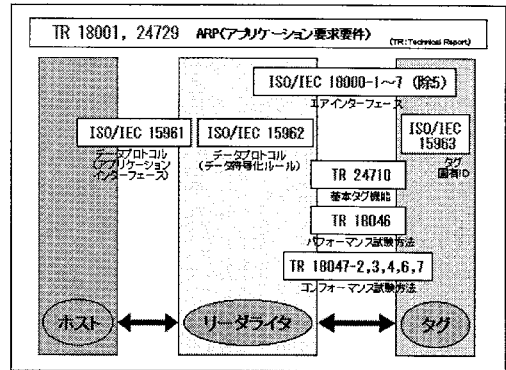 TR 18001, 24729 ARP(アプリケーション要求要件)
(TR:Technical Report)
ISO/IEC 18000-1~7 (除5)
エアインターフェース
ISO/IEC 15961
データプロトコル
(アプリケーション
インターフェース)
ISO/IEC 15962
データプロトコル
(データ符号化ルール)
ISO/IEC
15963
タグ
固有ID
TR 24710
基本タグ機能
TR 18046
パフォーマンス試験方法
TR 18047-2,3,4,6,7
コンフォーマンス試験方法
ホスト
リーダライタ
タグ